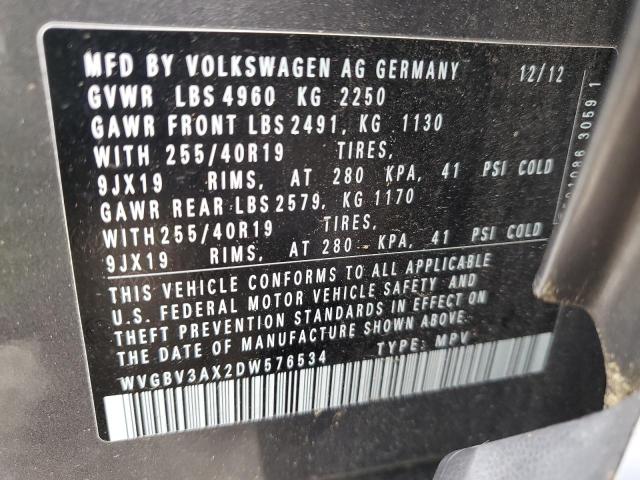 MFD BY VOLKSWAGEN AG GERMANY 12/12
GVWR LBS 4960 KG 2250
GAWR FRONT LBS 2491, KG 1130
WITH 255/40R19 TIRES,
9JX19 RIMS, AT 280 KPA, 41 PSI COLD
GAWR REAR LBS 2579, KG 1170
WITH 255/40R19 TIRES,
9JX19 RIMS, AT 280 KPA, 41 PSI COLD
THIS VEHICLE CONFORMS TO ALL APPLICABLE
U.S. FEDERAL MOTOR VEHICLE SAFETY AND
THEFT PREVENTION STANDARDS IN EFFECT ON
THE DATE OF MANUFACTURE SHOWN ABOVE.
WVGBV3AX2DW576534 TYPE: MPV